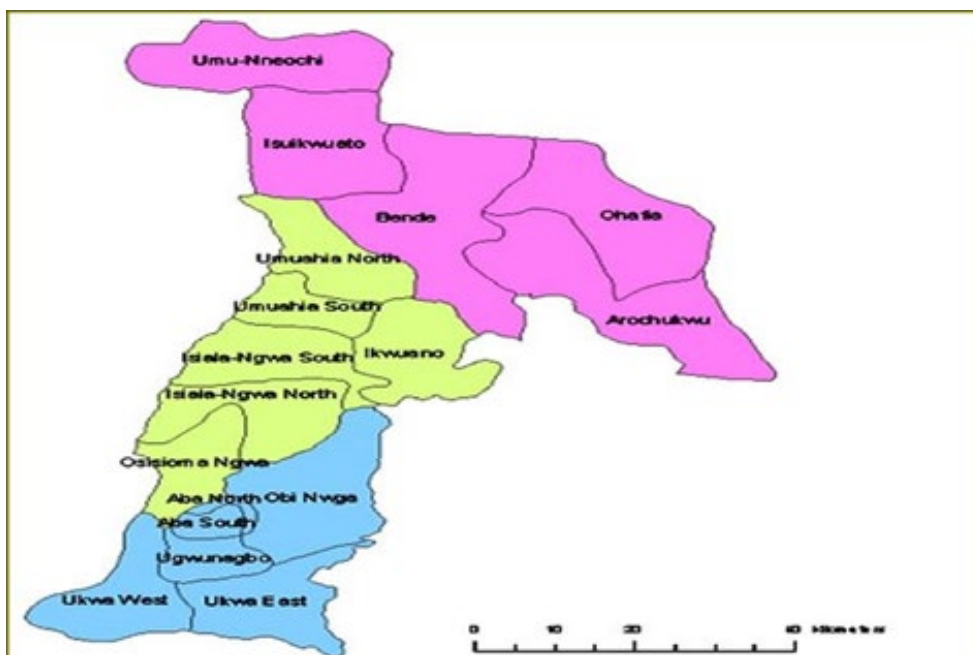 Umu-Nneochi
Isuikwuato
Bende
Ohafia
Umuahia North
Umuahia South
Arochukwu
Isiala-Ngwa South
Ikwuano
Isiala-Ngwa North
Osisioma Ngwa
Aba North
Obi Nwga
Aba South
Ugwunagbo
Ukwa West
Ukwa East
0 10 20 40